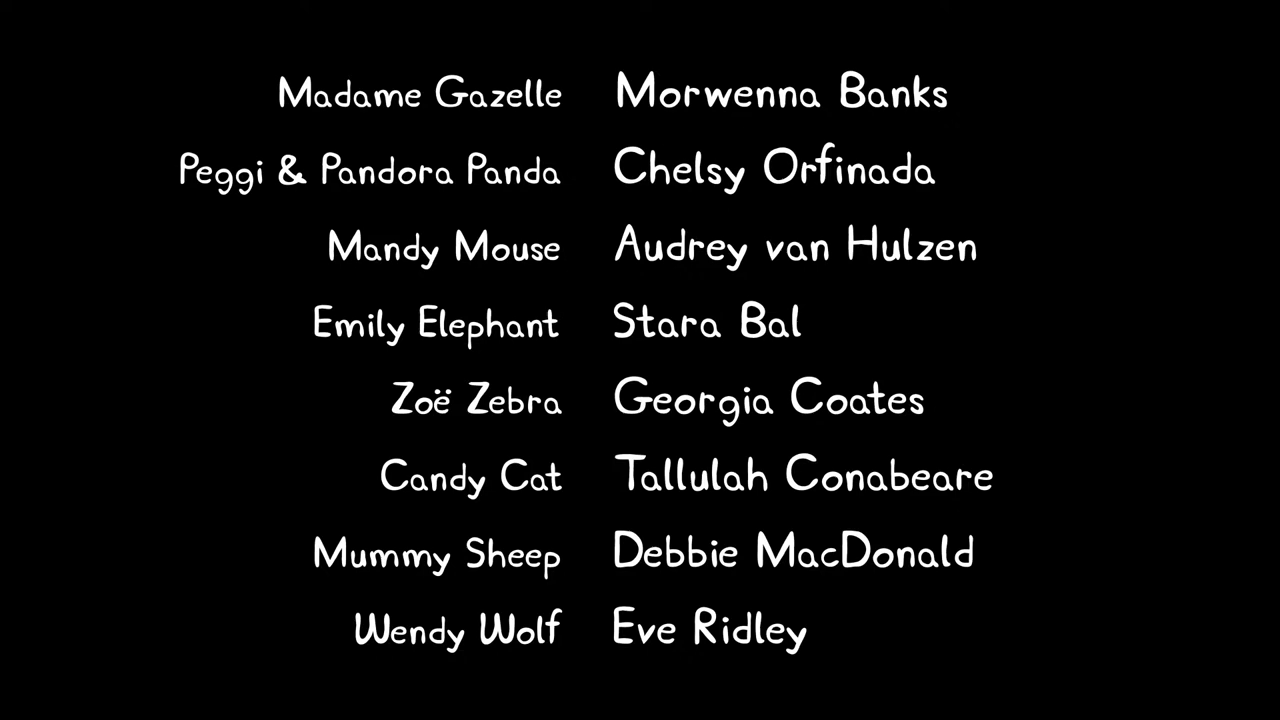 Madame Gazelle Morwenna Banks
Peggi & Pandora Panda Chelsy Orfinada
Mandy Mouse Audrey van Hulzen
Emily Elephant Stara Bal
Zoë Zebra Georgia Coates
Candy Cat Tallulah Conabeare
Mummy Sheep Debbie MacDonald
Wendy Wolf Eve Ridley